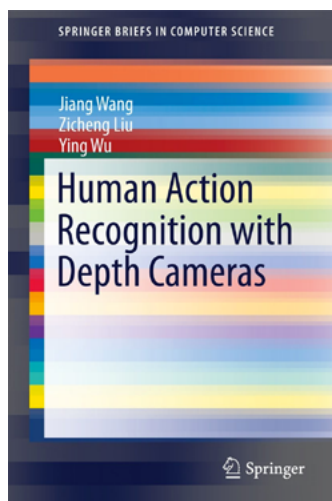 SPRINGER BRIEFS IN COMPUTER SCIENCE
Jiang Wang
Zicheng Liu
Ying Wu
Human Action
Recognition with
Depth Cameras
Springer